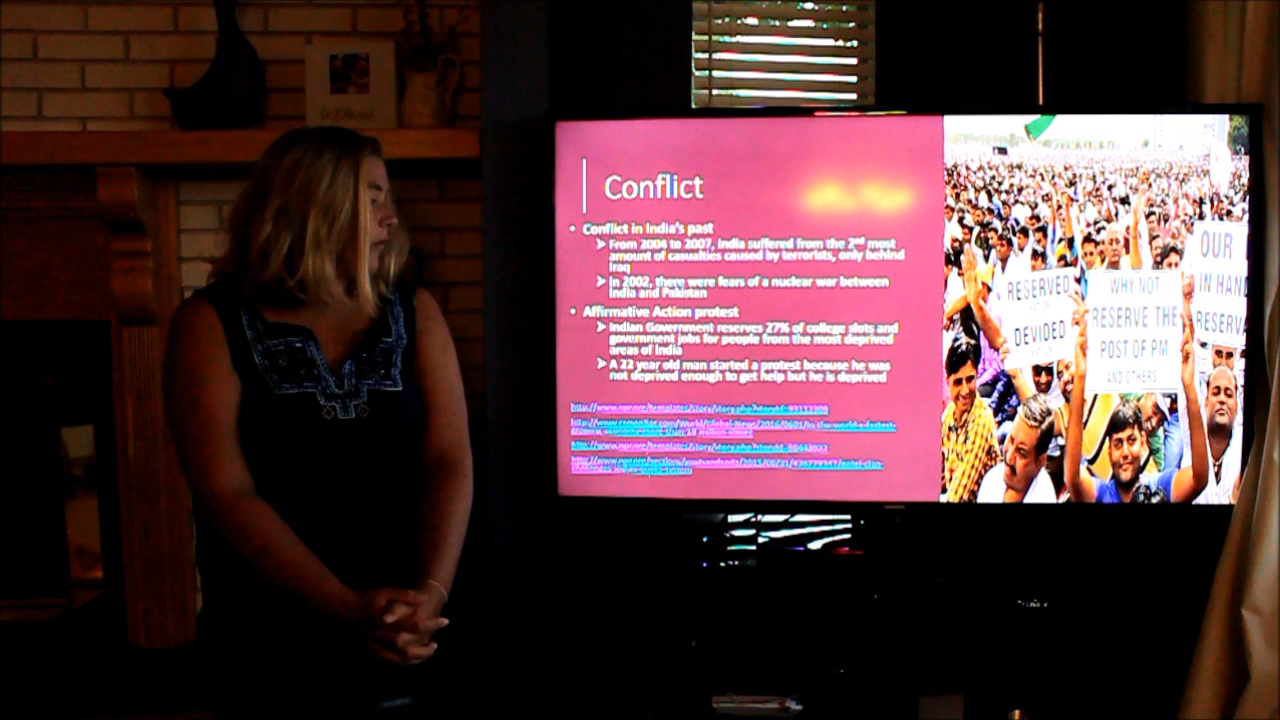 Conflict
• Conflict in India's past
➤ From 2004 to 2007, India suffered from the 2nd most
amount of casualties caused by terrorists, only behind
Iraq
➤ In 2002, there were fears of a nuclear war between
India and Pakistan
• Affirmative Action protest
➤ Indian Government reserves 27% of college slots and
government jobs for people from the most deprived
areas of India
➤ A 22 year old man started a protest because he was
not deprived enough to get help but he is deprived
RESERVED
DEVIDED
WHY NOT
RESERVE THE
POST OF PM
AND OTHERS
OUR
IN HAND
RESERV